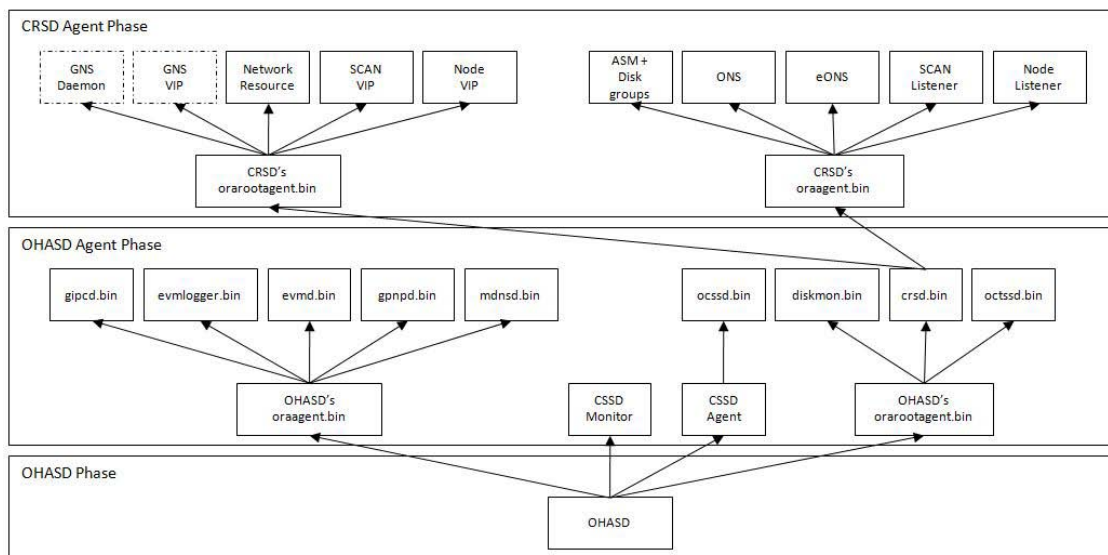 CRSD Agent Phase
GNS
Daemon
GNS
VIP
Network
Resource
SCAN
VIP
Node
VIP
ASM +
Disk
groups
ONS
eONS
SCAN
Listener
Node
Listener
CRSD's
orarootagent.bin
CRSD's
oraagent.bin
OHASD Agent Phase
gipcd.bin
evmlogger.bin
evmd.bin
gpnpd.bin
mdnsd.bin
ocssd.bin
diskmon.bin
crsd.bin
octssd.bin
OHASD's
oraagent.bin
CSSD
Monitor
CSSD
Agent
OHASD's
orarootagent.bin
OHASD Phase
OHASD